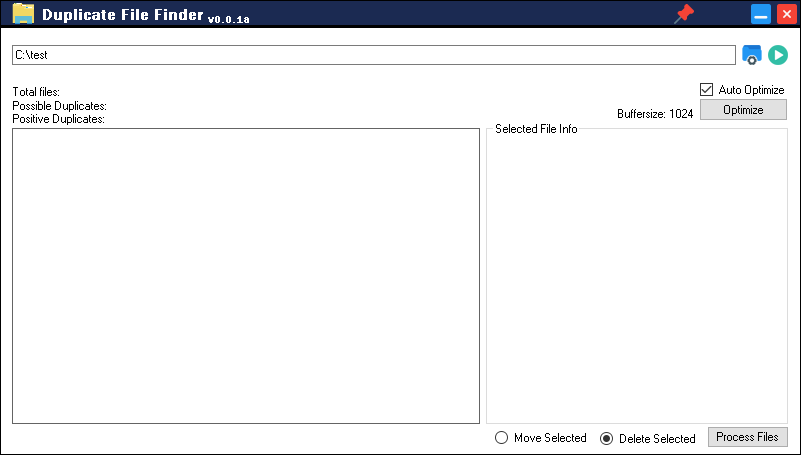 Duplicate File Finder v0.0.1a
C:\test
Total files:
Auto Optimize
Possible Duplicates:
Positive Duplicates:
Buffersize: 1024
Optimize
Selected File Info
Move Selected
Delete Selected
Process Files